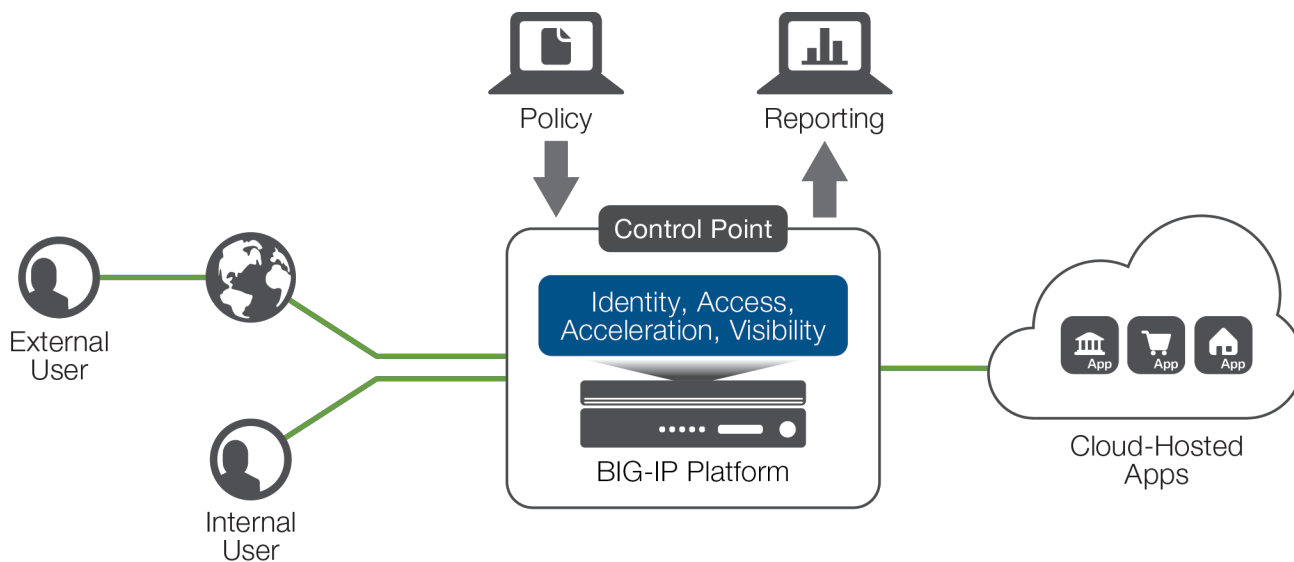 Policy
Reporting
Control Point
Identity, Access,
Acceleration, Visibility
BIG-IP Platform
External
User
Internal
User
App
App
App
Cloud-Hosted
Apps